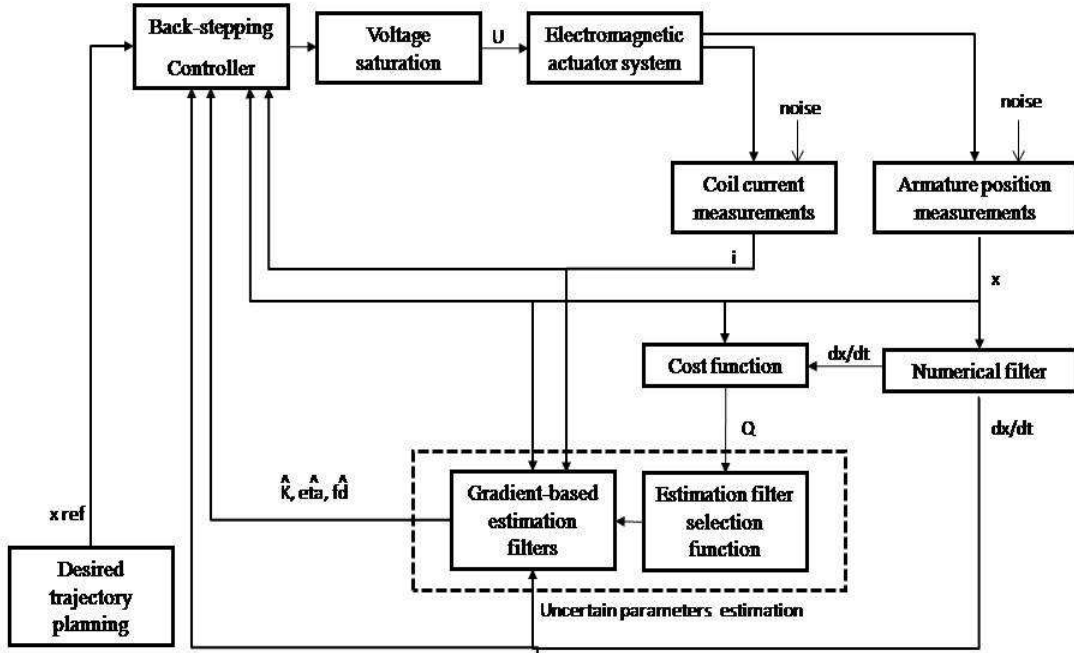 Back-stepping
Controller
Voltage
saturation
U
Electromagnetic
actuator system
noise
noise
Coil current
measurements
Armature position
measurements
i
x
Cost function
dx/dt
Numerical filter
Q
dx/dt
K̂, etâ, f̂d
Gradient-based
estimation
filters
Estimation filter
selection
function
x ref
Desired
trajectory
planning
Uncertain parameters estimation